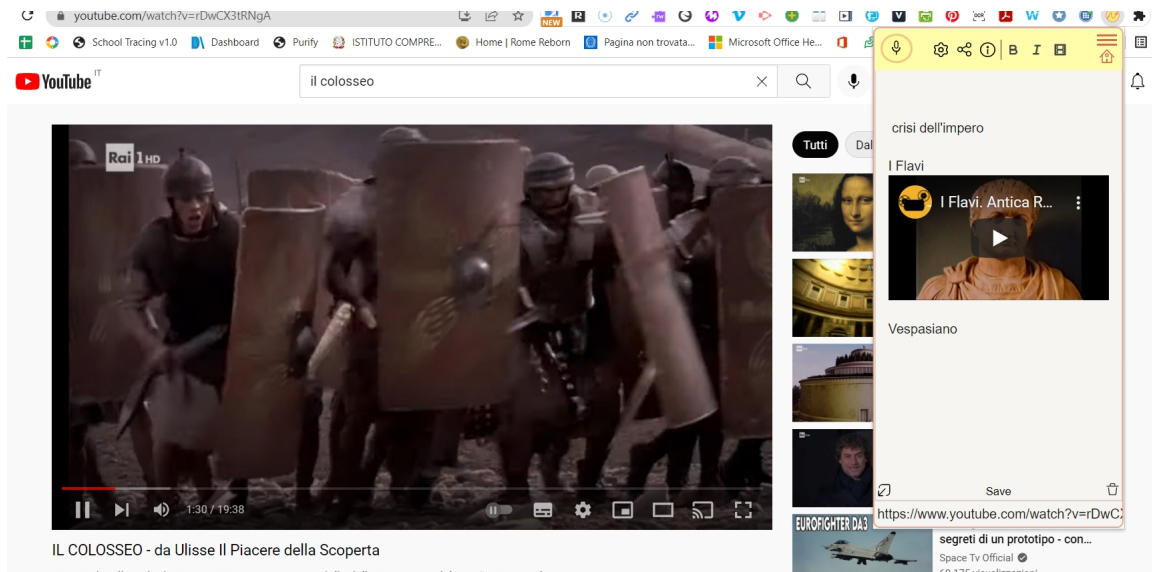 youtube.com/watch?v=rDwCX3tRNgA
NEW
School Tracing v1.0
Dashboard
Purify
ISTITUTO COMPRE...
Home | Rome Reborn
Pagina non trovata...
Microsoft Office He...
YouTube IT
il colosseo
B I
Rai 1 HD
Tutti
Dal
crisi dell'impero
I Flavi
I Flavi. Antica R...
Vespasiano
1:30 / 19:38
Save
https://www.youtube.com/watch?v=rDwC
EUROFIGHTER DA3
IL COLOSSEO - da Ulisse Il Piacere della Scoperta
segreti di un prototipo - con...
Space Tv Official